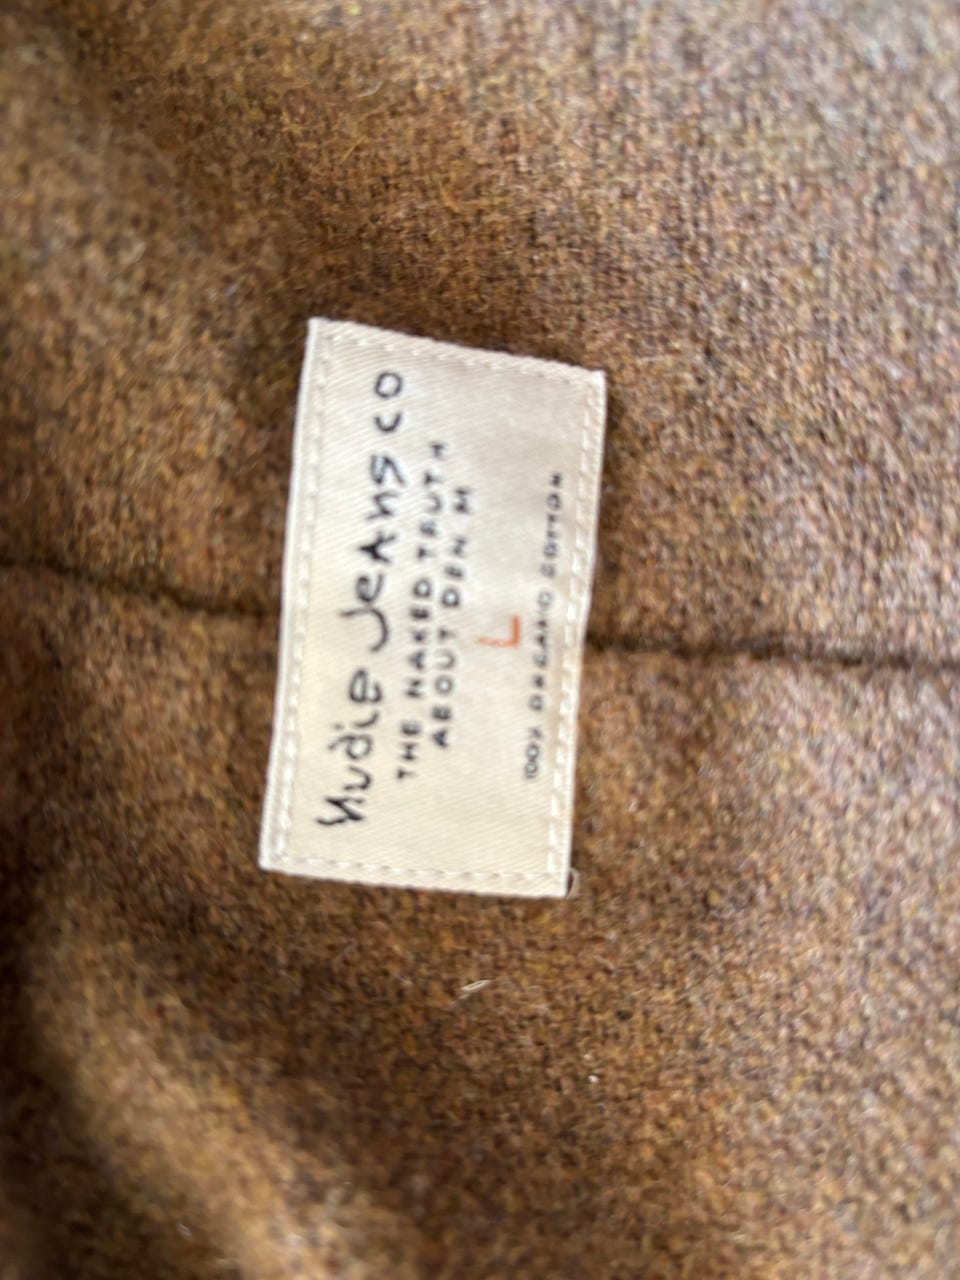 Nudie Jeans CO
THE NAKED TRUTH
ABOUT DENIM
L
100% ORGANIC COTTON